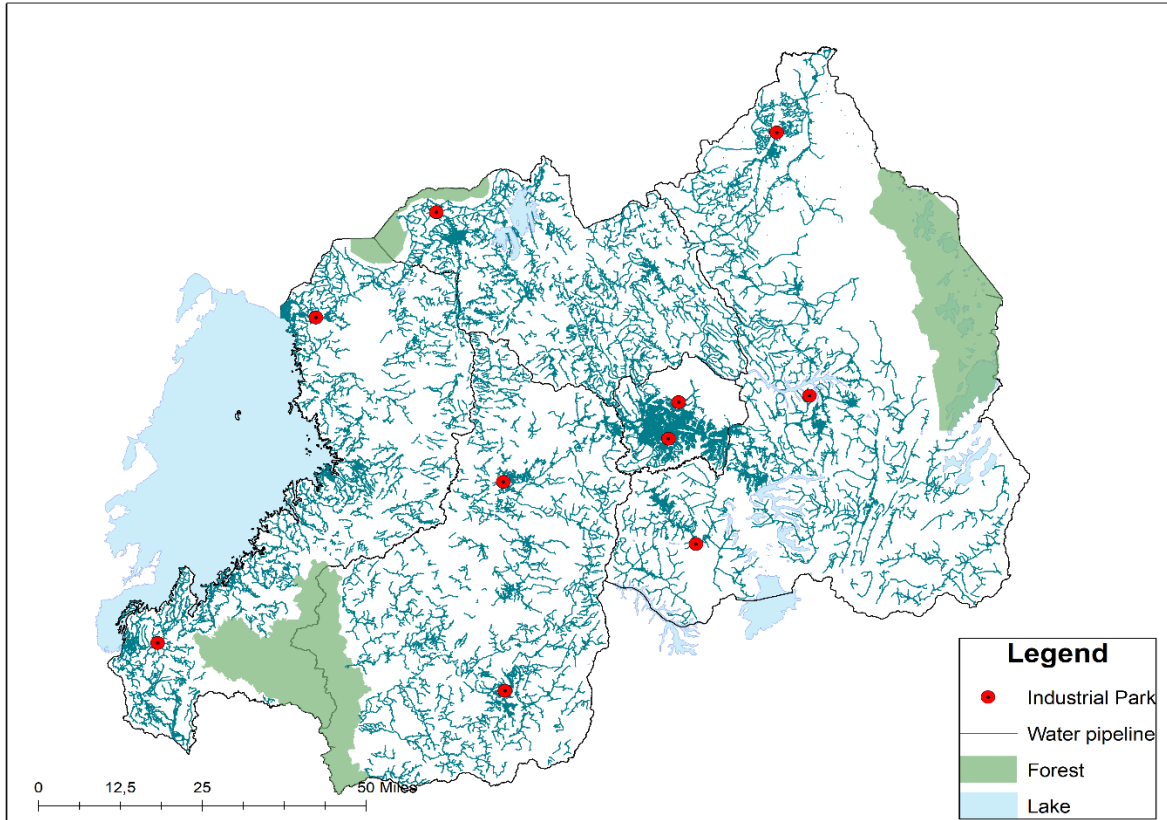 Legend
Industrial Park
Water pipeline
Forest
Lake
0 12,5 25 50 Miles